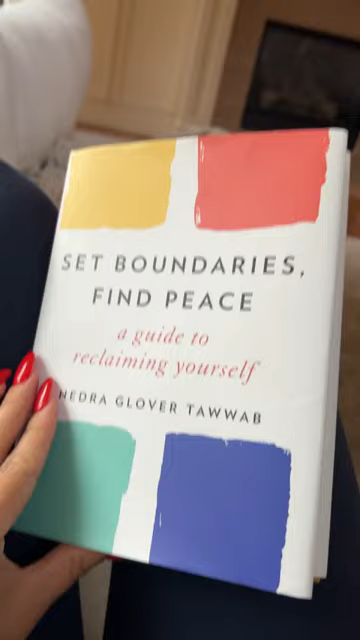 SET BOUNDARIES,
FIND PEACE
a guide to
reclaiming yourself
NEDRA GLOVER TAWWAB